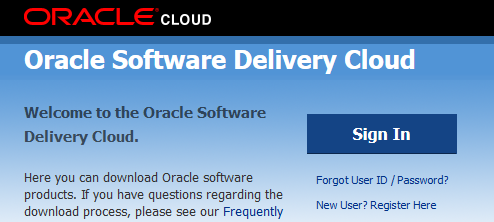 ORACLE CLOUD
Oracle Software Delivery Cloud
Welcome to the Oracle Software
Delivery Cloud.
Sign In
Here you can download Oracle software
products. If you have questions regarding the
download process, please see our Frequently
Forgot User ID / Password?
New User? Register Here